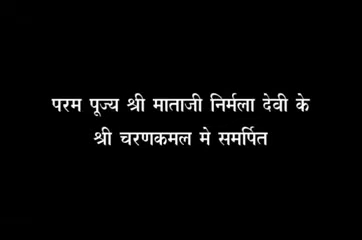 परम पूज्य श्री माताजी निर्मला देवी के
श्री चरणकमल मे समर्पित